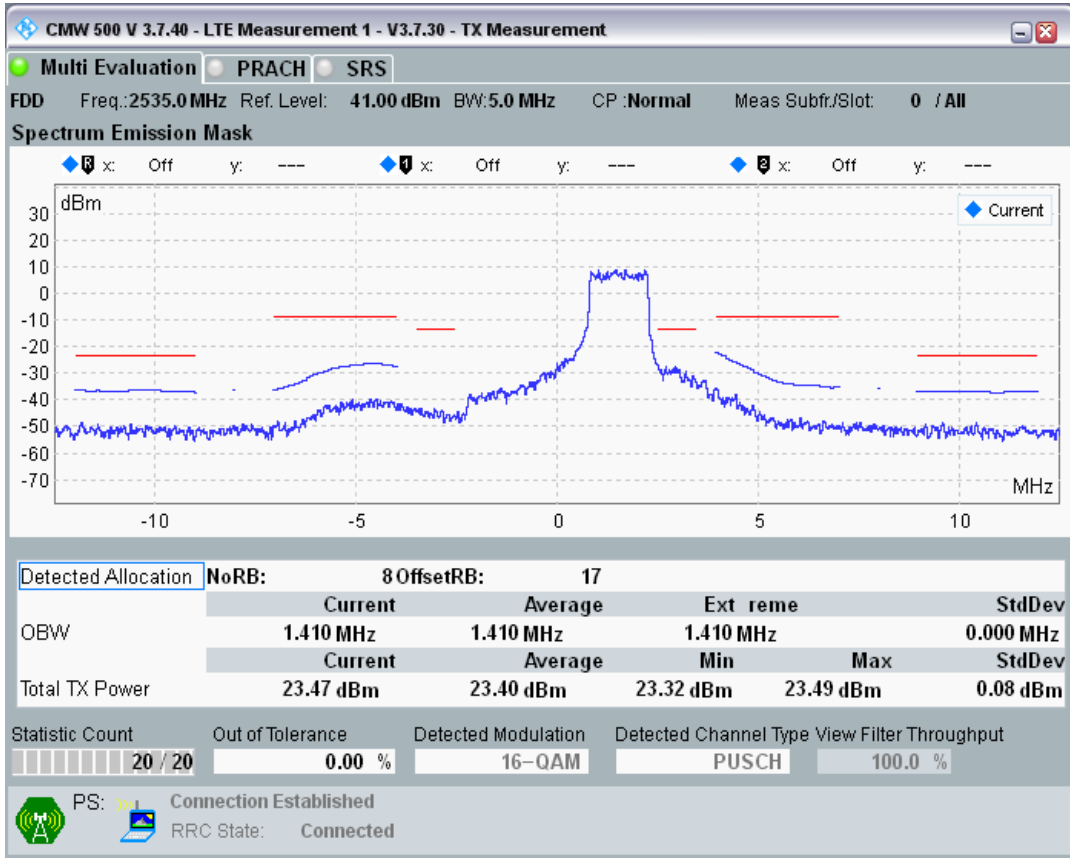 CMW 500 V 3.7.40 - LTE Measurement 1 - V3.7.30 - TX Measurement
Multi Evaluation PRACH SRS
FDD Freq.:2535.0 MHz Ref. Level: 41.00 dBm BW:5.0 MHz CP :Normal Meas Subfr./Slot: 0 / All
Spectrum Emission Mask
R x: Off y: --- 1 x: Off y: --- 2 x: Off y: ---
dBm
Current
30
20
10
0
-10
-20
-30
-40
-50
-60
-70
MHz
-10 -5 0 5 10
Detected Allocation NoRB: 8 OffsetRB: 17
Current Average Ext reme StdDev
OBW 1.410 MHz 1.410 MHz 1.410 MHz 0.000 MHz
Current Average Min Max StdDev
Total TX Power 23.47 dBm 23.40 dBm 23.32 dBm 23.49 dBm 0.08 dBm
Statistic Count Out of Tolerance Detected Modulation Detected Channel Type View Filter Throughput
20 / 20 0.00 % 16-QAM PUSCH 100.0 %
PS: Connection Established
RRC State: Connected